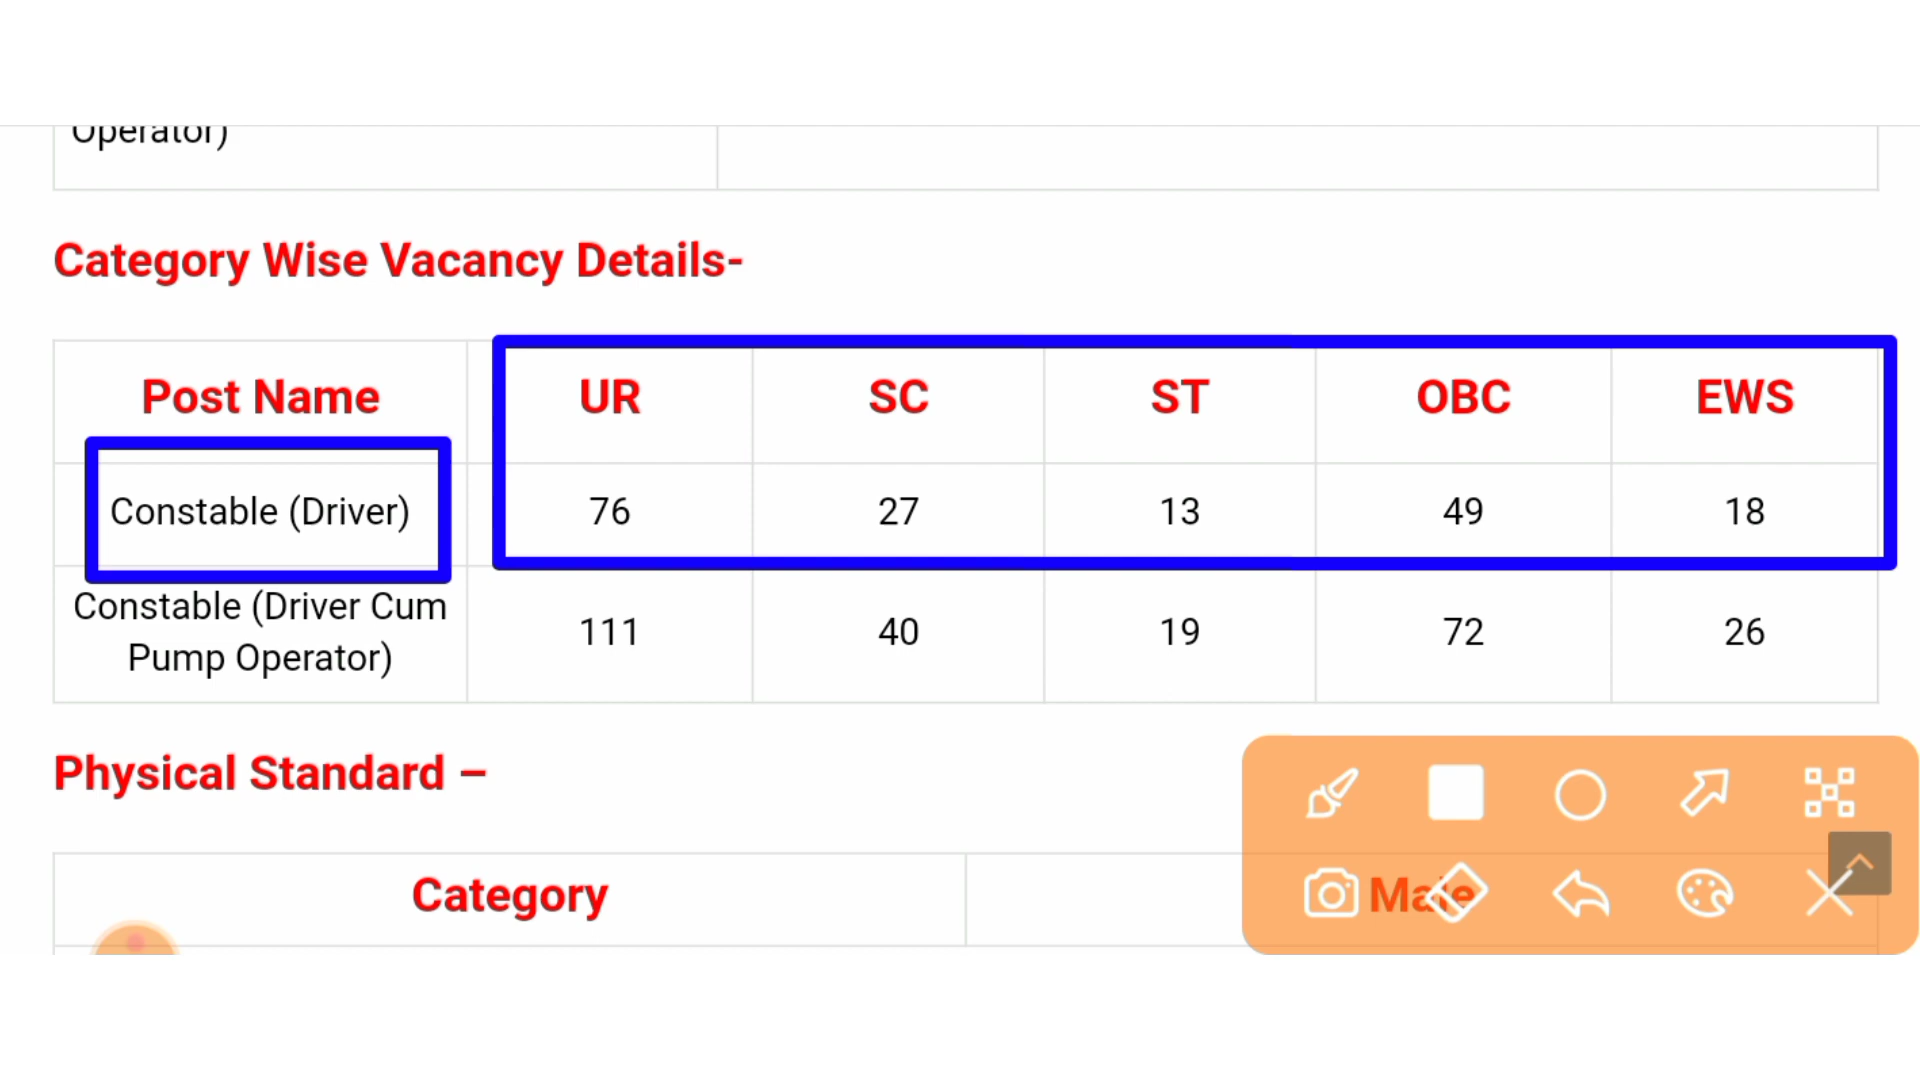 Operator)
Category Wise Vacancy Details-
Post Name UR SC ST OBC EWS
Constable (Driver) 76 27 13 49 18
Constable (Driver Cum
Pump Operator) 111 40 19 72 26
Physical Standard –
Category Male